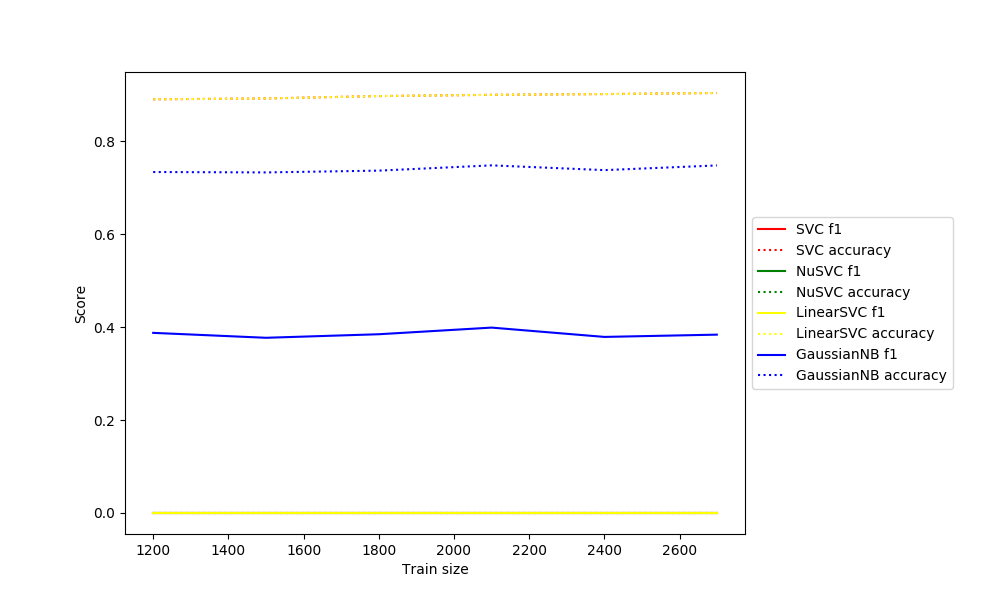 0.8
0.6
0.4
0.2
0.0
Score
1200 1400 1600 1800 2000 2200 2400 2600
Train size
SVC f1
SVC accuracy
NuSVC f1
NuSVC accuracy
LinearSVC f1
LinearSVC accuracy
GaussianNB f1
GaussianNB accuracy